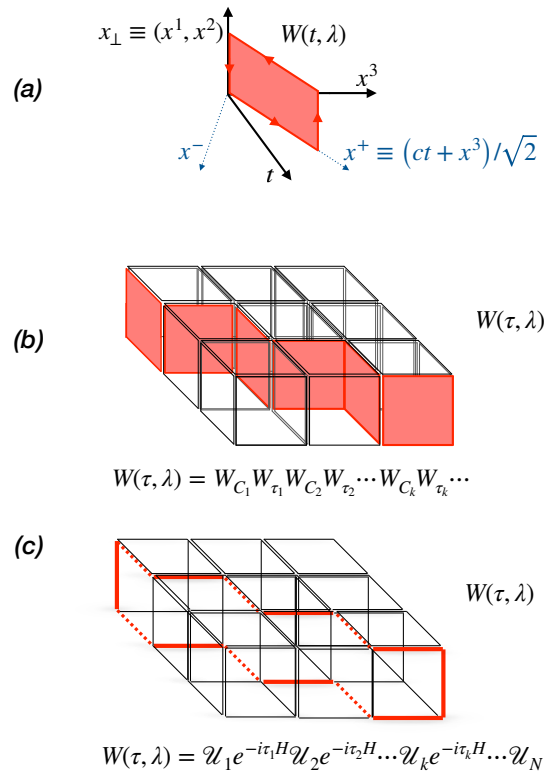 x⊥ ≡ (x¹, x²)
W(t, λ)
(a)
x³
x⁻
t
x⁺ ≡ (ct + x³)/√2
(b)
W(τ, λ)
W(τ, λ) = W_{C₁} W_{τ₁} W_{C₂} W_{τ₂} ⋯ W_{C_k} W_{τ_k} ⋯
(c)
W(τ, λ)
W(τ, λ) = 𝒰₁e^{−iτ₁H}𝒰₂e^{−iτ₂H} ⋯ 𝒰_k e^{−iτ_kH} ⋯ 𝒰_N